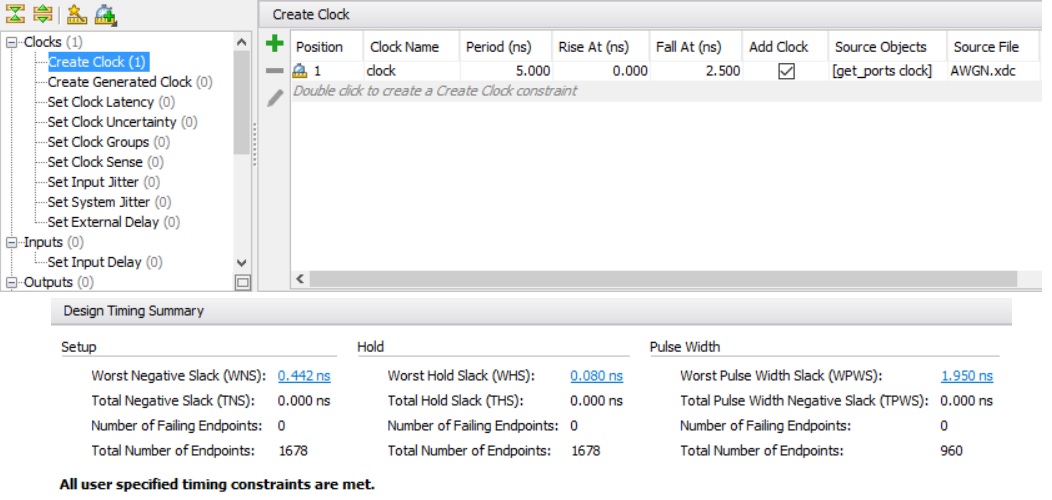 Clocks (1)
Create Clock (1)
Create Generated Clock (0)
Set Clock Latency (0)
Set Clock Uncertainty (0)
Set Clock Groups (0)
Set Clock Sense (0)
Set Input Jitter (0)
Set System Jitter (0)
Set External Delay (0)
Inputs (0)
Set Input Delay (0)
Outputs (0)
Create Clock
Position Clock Name Period (ns) Rise At (ns) Fall At (ns) Add Clock Source Objects Source File
1 clock 5.000 0.000 2.500 [get_ports clock] AWGN.xdc
Double click to create a Create Clock constraint
Design Timing Summary
Setup
Worst Negative Slack (WNS): 0.442 ns
Total Negative Slack (TNS): 0.000 ns
Number of Failing Endpoints: 0
Total Number of Endpoints: 1678
Hold
Worst Hold Slack (WHS): 0.080 ns
Total Hold Slack (THS): 0.000 ns
Number of Failing Endpoints: 0
Total Number of Endpoints: 1678
Pulse Width
Worst Pulse Width Slack (WPWS): 1.950 ns
Total Pulse Width Negative Slack (TPWS): 0.000 ns
Number of Failing Endpoints: 0
Total Number of Endpoints: 960
All user specified timing constraints are met.